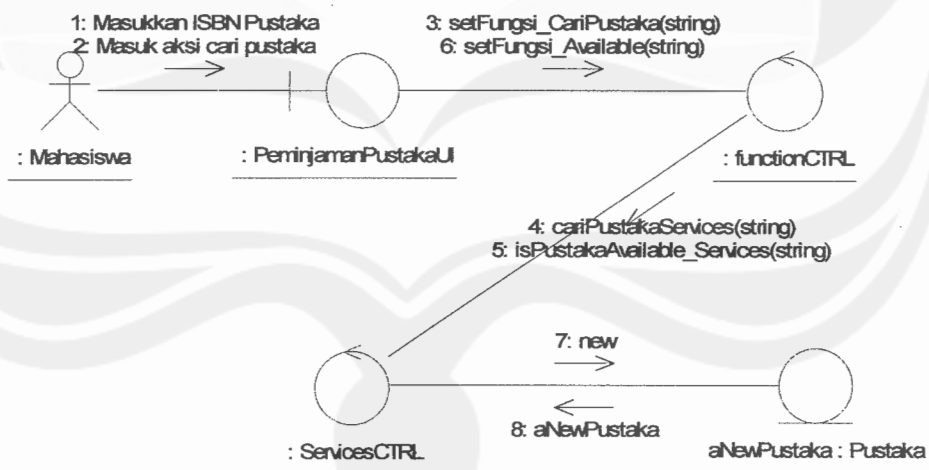 1: Masukkan ISBN Pustaka
2: Masuk aksi cari pustaka
3: setFungsi_CariPustaka(string)
6: setFungsi_Available(string)
: Mahasiswa
: PeminjamanPustakaUI
: functionCTRL
4: cariPustakaServices(string)
5: isPustakaAvailable_Services(string)
7: new
8: aNewPustaka
: ServicesCTRL
aNewPustaka : Pustaka